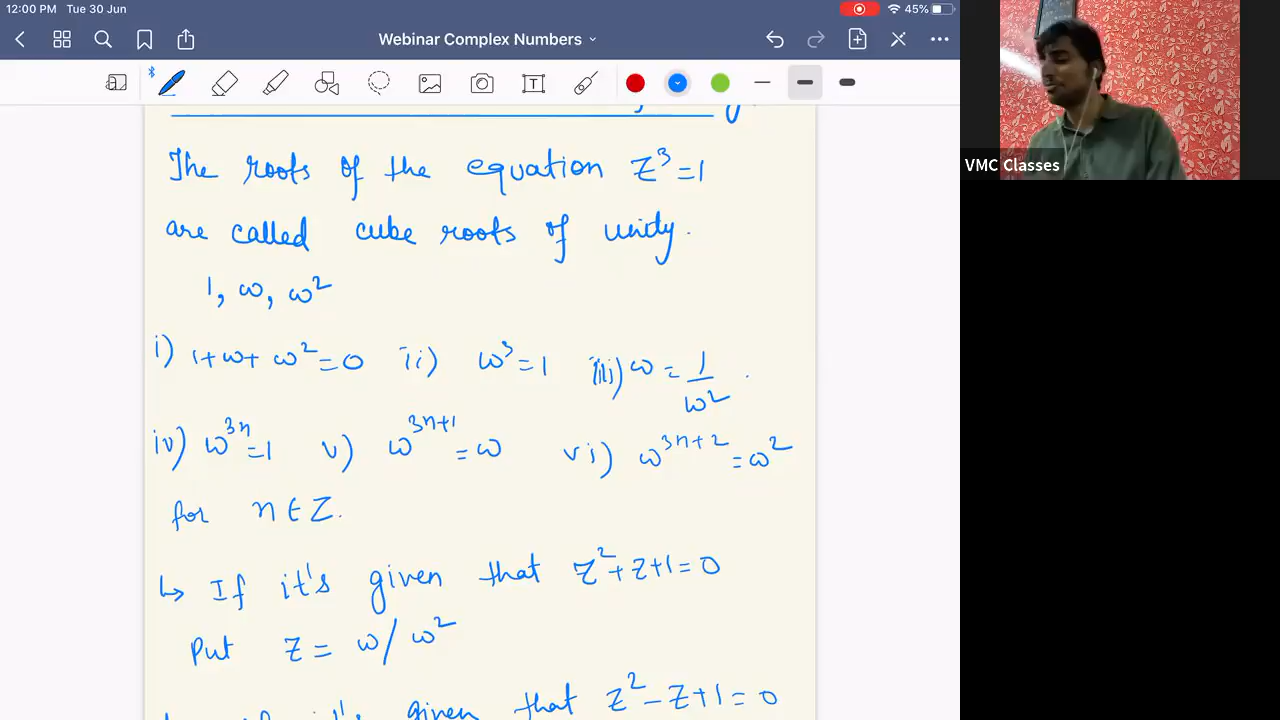 12:00 PM Tue 30 Jun
45%
Webinar Complex Numbers
T
VMC Classes
The roots of the equation z³=1
are called cube roots of unity.
1, ω, ω²
i) 1+ω+ω²=0 ii) ω³=1 iii) ω = 1/ω².
iv) ω^3n=1 v) ω^3n+1=ω vi) ω^3n+2=ω²
for n∈Z.
↳ If it's given that z²+z+1=0
Put z = ω/ω²
given that z²-z+1=0